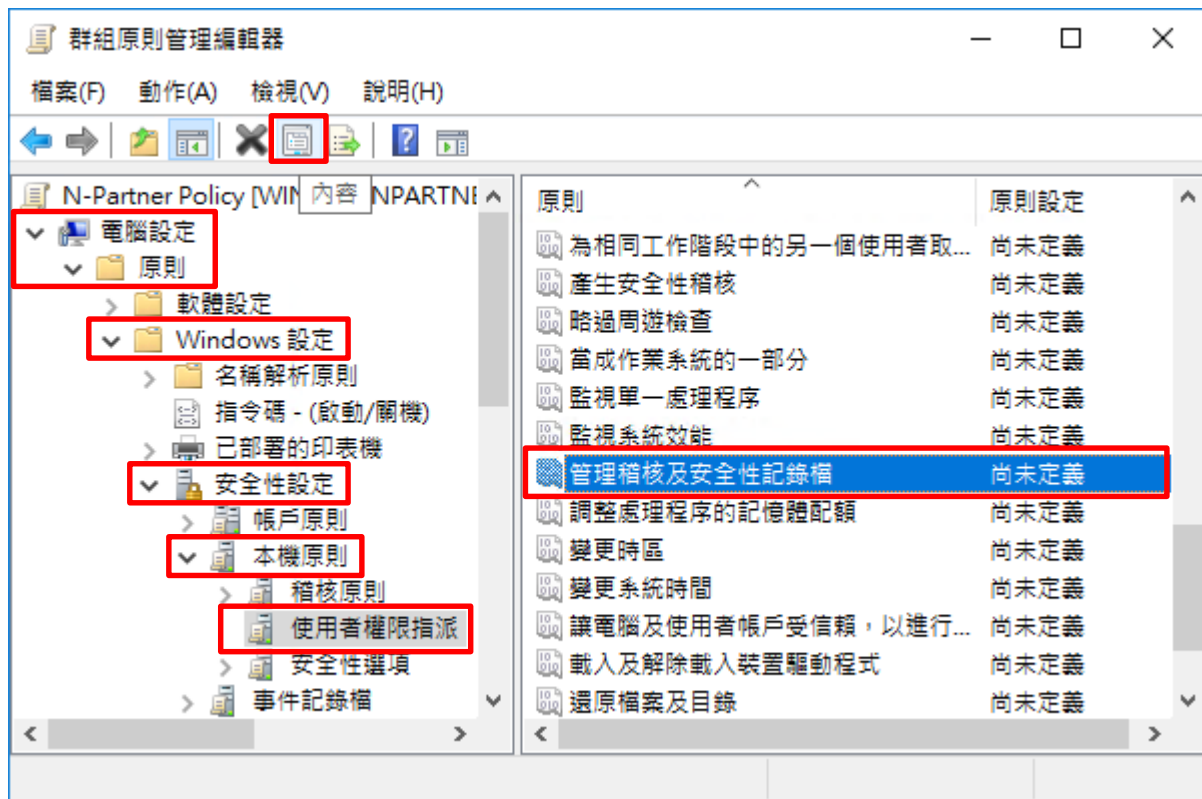 群組原則管理編輯器
檔案(F) 動作(A) 檢視(V) 說明(H)
N-Partner Policy [WIN 內容 NPARTNE
電腦設定
原則
軟體設定
Windows 設定
名稱解析原則
指令碼 - (啟動/關機)
已部署的印表機
安全性設定
帳戶原則
本機原則
稽核原則
使用者權限指派
安全性選項
事件記錄檔
原則 原則設定
為相同工作階段中的另一個使用者取... 尚未定義
產生安全性稽核 尚未定義
略過周遊檢查 尚未定義
當成作業系統的一部分 尚未定義
監視單一處理程序 尚未定義
監視系統效能 尚未定義
管理稽核及安全性記錄檔 尚未定義
調整處理程序的記憶體配額 尚未定義
變更時區 尚未定義
變更系統時間 尚未定義
讓電腦及使用者帳戶受信賴，以進行... 尚未定義
載入及解除載入裝置驅動程式 尚未定義
還原檔案及目錄 尚未定義